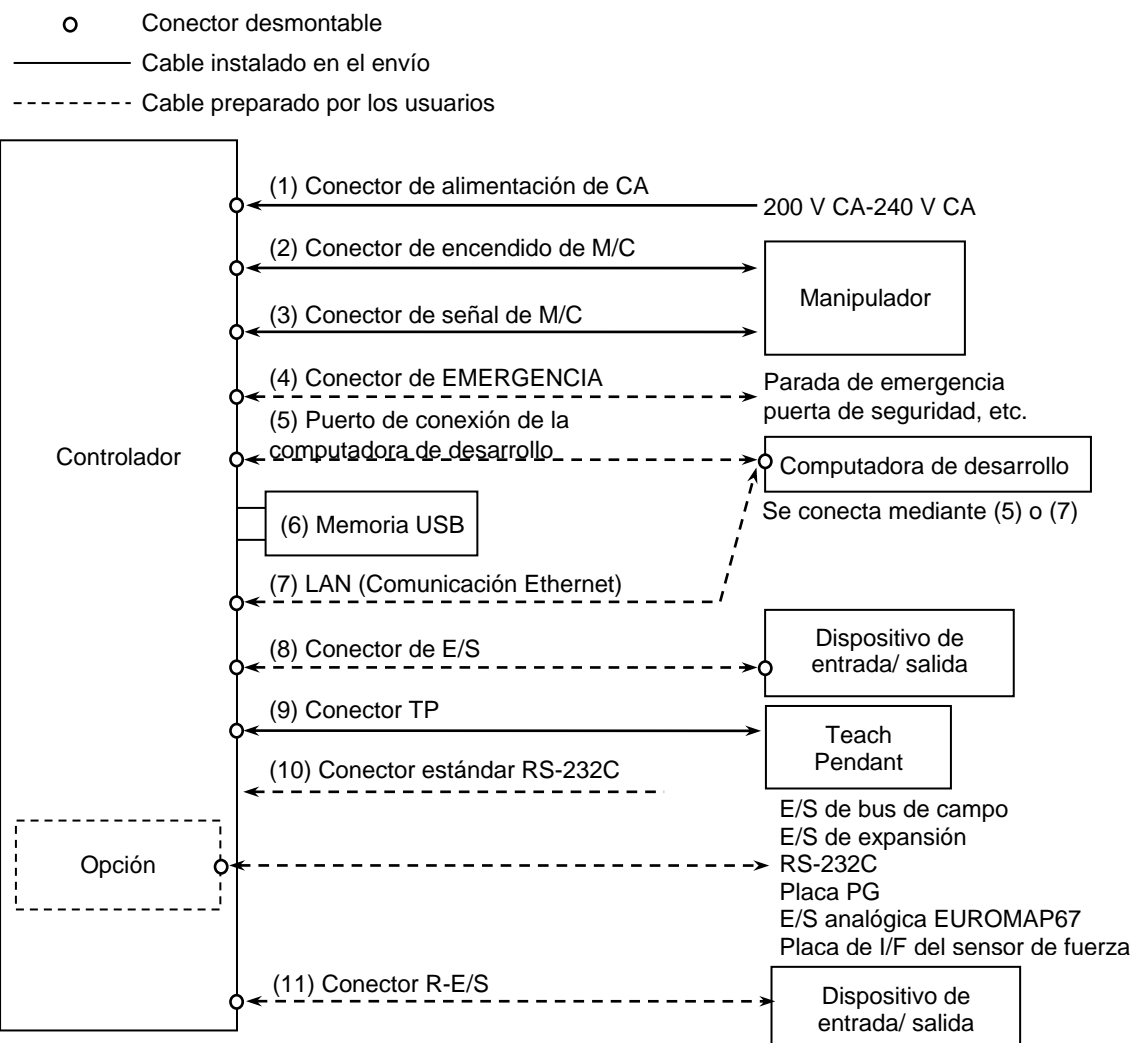 Conector desmontable
Cable instalado en el envío
Cable preparado por los usuarios
(1) Conector de alimentación de CA
200 V CA-240 V CA
(2) Conector de encendido de M/C
Manipulador
(3) Conector de señal de M/C
(4) Conector de EMERGENCIA
Parada de emergencia
puerta de seguridad, etc.
(5) Puerto de conexión de la
computadora de desarrollo
Controlador
Computadora de desarrollo
Se conecta mediante (5) o (7)
(6) Memoria USB
(7) LAN (Comunicación Ethernet)
(8) Conector de E/S
Dispositivo de
entrada/ salida
(9) Conector TP
Teach
Pendant
(10) Conector estándar RS-232C
Opción
E/S de bus de campo
E/S de expansión
RS-232C
Placa PG
E/S analógica EUROMAP67
Placa de I/F del sensor de fuerza
(11) Conector R-E/S
Dispositivo de
entrada/ salida